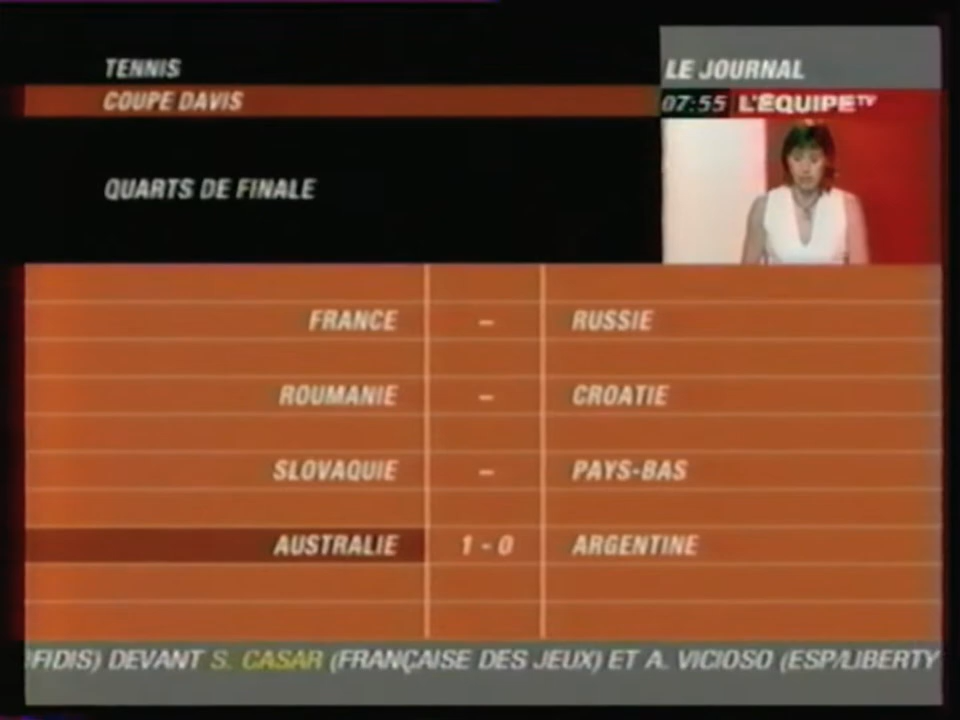 TENNIS
LE JOURNAL
COUPE DAVIS
07:55 L'ÉQUIPE TV
QUARTS DE FINALE
FRANCE – RUSSIE
ROUMANIE – CROATIE
SLOVAQUIE – PAYS-BAS
AUSTRALIE 1 - 0 ARGENTINE
FIDIS) DEVANT S. CASAR (FRANÇAISE DES JEUX) ET A. VICIOSO (ESP/LIBERTY